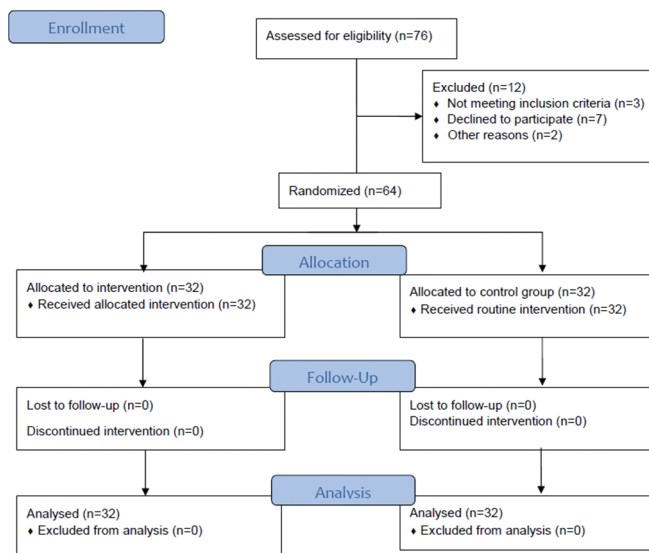 Enrollment
Assessed for eligibility (n=76)
Excluded (n=12)
♦ Not meeting inclusion criteria (n=3)
♦ Declined to participate (n=7)
♦ Other reasons (n=2)
Randomized (n=64)
Allocation
Allocated to intervention (n=32)
♦ Received allocated intervention (n=32)
Allocated to control group (n=32)
♦ Received routine intervention (n=32)
Follow-Up
Lost to follow-up (n=0)
Discontinued intervention (n=0)
Lost to follow-up (n=0)
Discontinued intervention (n=0)
Analysis
Analysed (n=32)
♦ Excluded from analysis (n=0)
Analysed (n=32)
♦ Excluded from analysis (n=0)